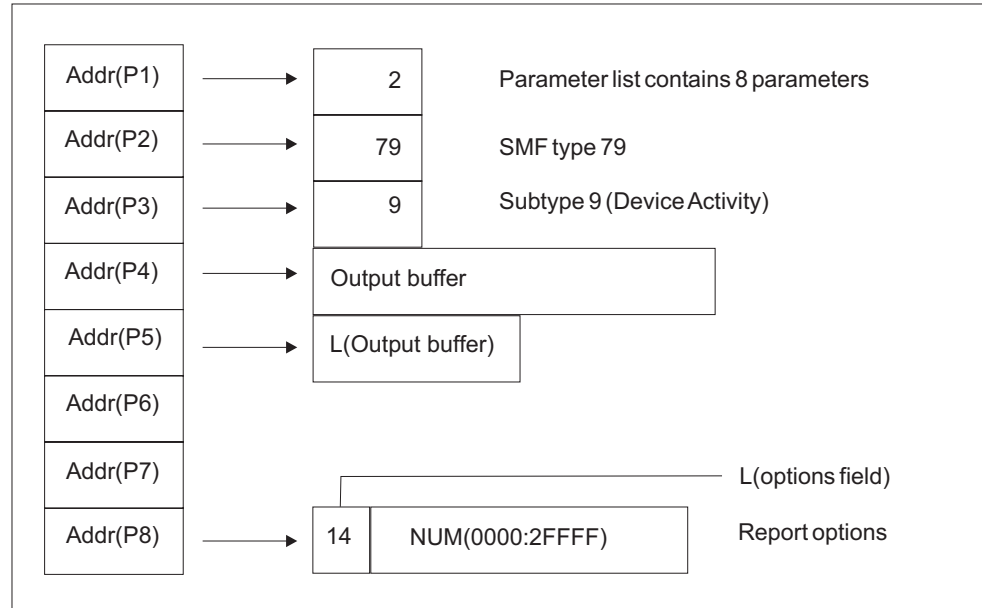 Addr(P1) 2 Parameter list contains 8 parameters
Addr(P2) 79 SMF type 79
Addr(P3) 9 Subtype 9 (Device Activity)
Addr(P4) Output buffer
Addr(P5) L(Output buffer)
Addr(P6)
Addr(P7) L(options field)
Addr(P8) 14 NUM(0000:2FFFF) Report options